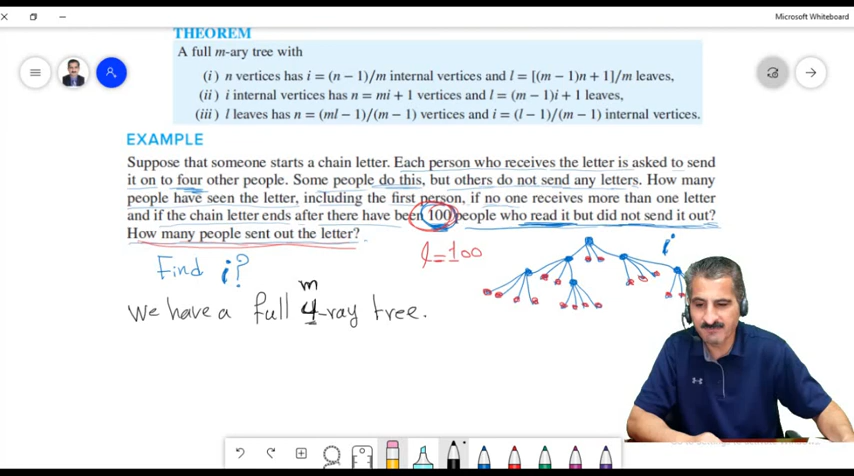 Microsoft Whiteboard
THEOREM
A full m-ary tree with
(i) n vertices has i = (n − 1)/m internal vertices and l = [(m − 1)n + 1]/m leaves,
(ii) i internal vertices has n = mi + 1 vertices and l = (m − 1)i + 1 leaves,
(iii) l leaves has n = (ml − 1)/(m − 1) vertices and i = (l − 1)/(m − 1) internal vertices.
EXAMPLE
Suppose that someone starts a chain letter. Each person who receives the letter is asked to send
it on to four other people. Some people do this, but others do not send any letters. How many
people have seen the letter, including the first person, if no one receives more than one letter
and if the chain letter ends after there have been 100 people who read it but did not send it out?
How many people sent out the letter?
l=100
i
Find i?
m
we have a full 4-ray tree.